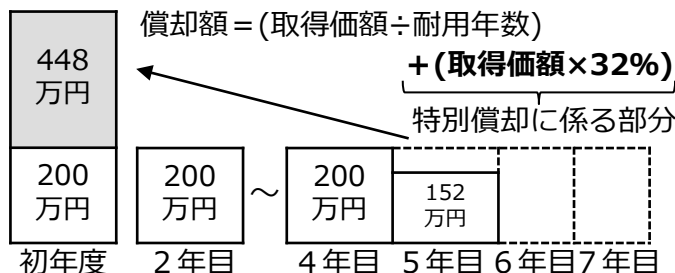 償却額＝(取得価額÷耐用年数)
＋(取得価額×32%)
特別償却に係る部分
448
万円
200
万円
200
万円
～
200
万円
152
万円
初年度 ２年目 ４年目 ５年目 ６年目７年目